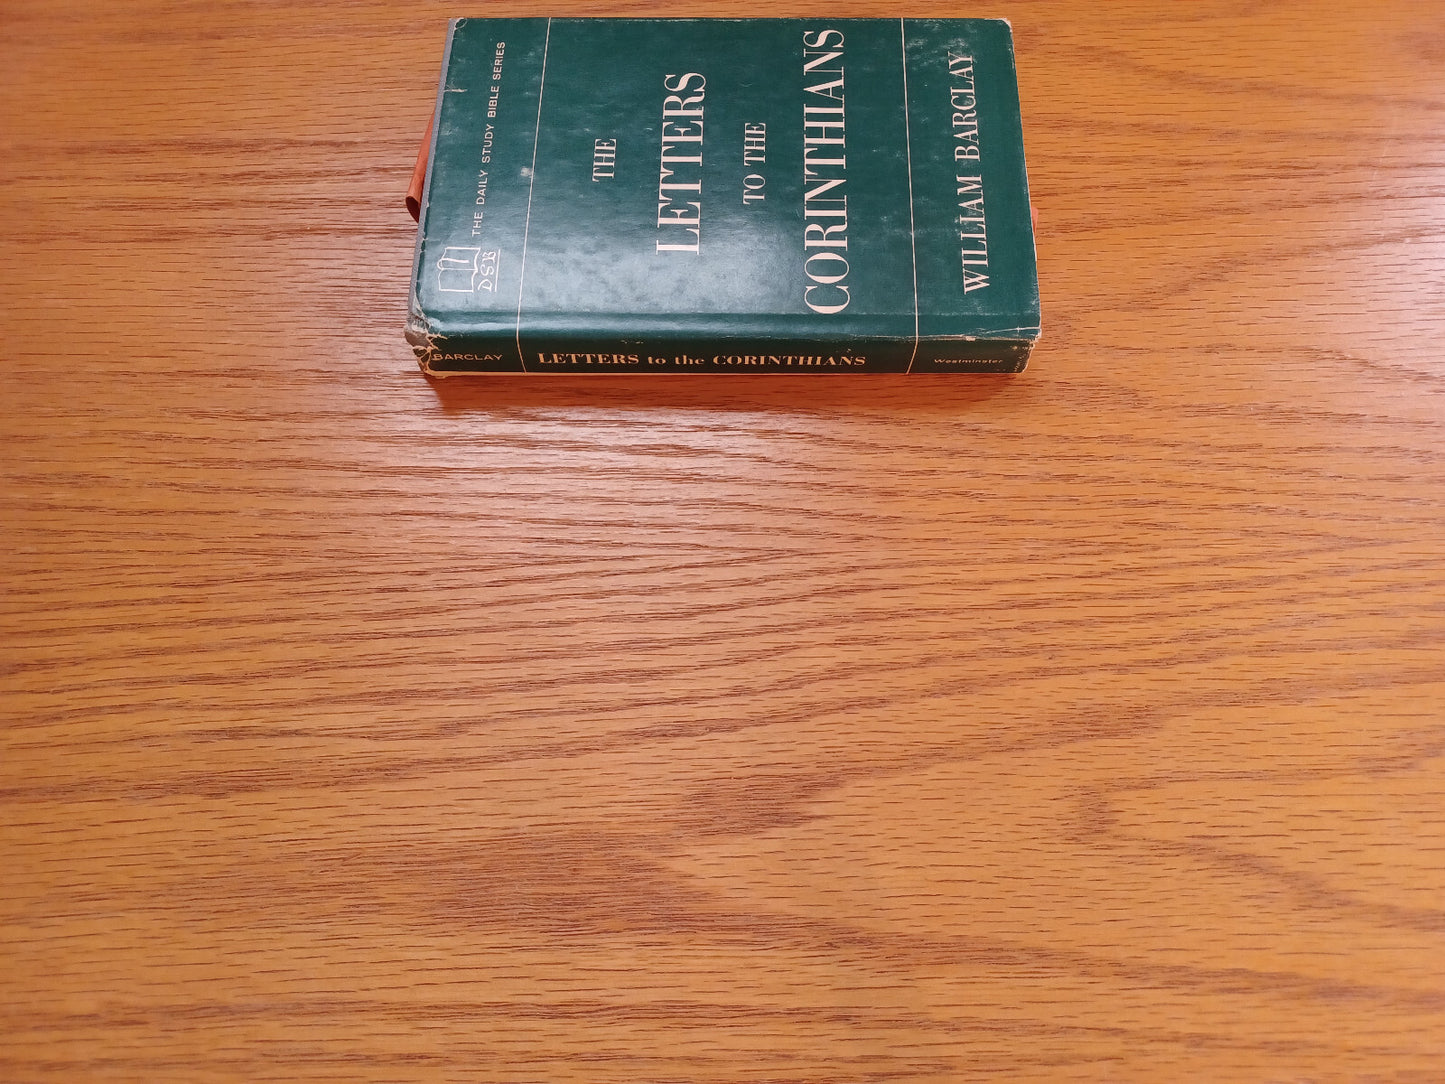 THE DAILY STUDY BIBLE SERIES
DSB
THE
LETTERS
TO THE
CORINTHIANS
WILLIAM BARCLAY
BARCLAY
LETTERS to the CORINTHIANS
Westminster